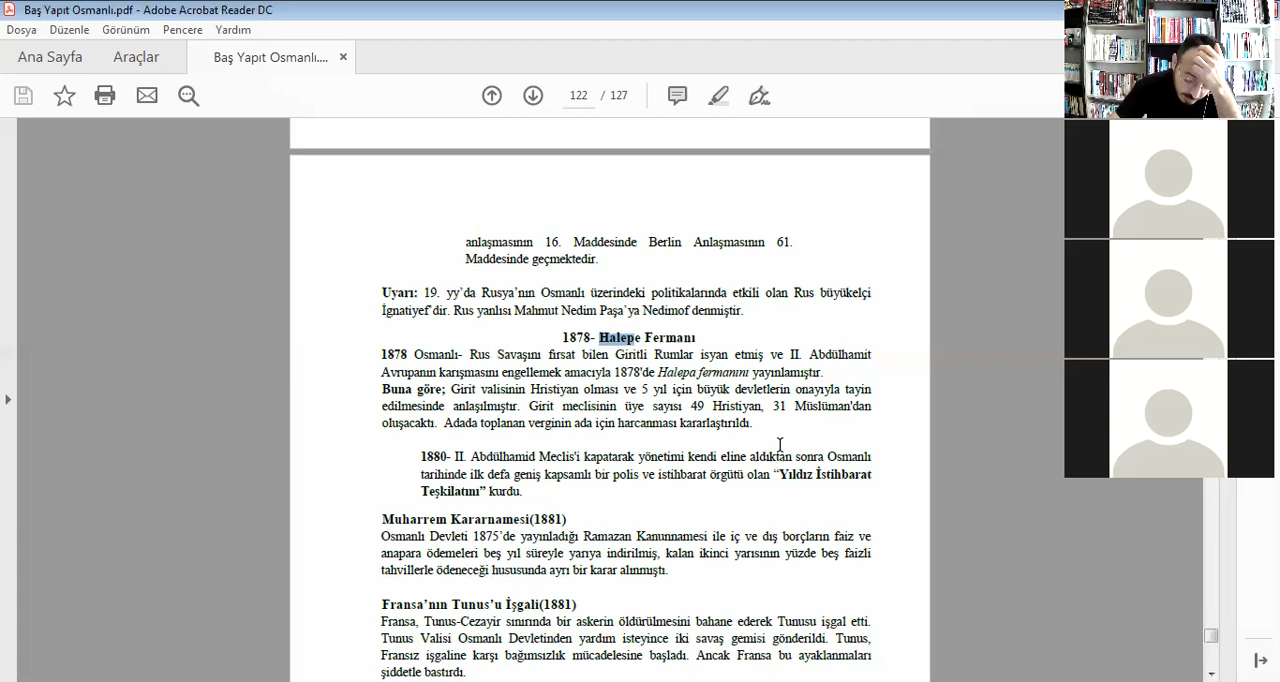 Baş Yapıt Osmanlı.pdf - Adobe Acrobat Reader DC
Dosya Düzenle Görünüm Pencere Yardım
Ana Sayfa Araçlar Baş Yapıt Osmanlı.... ×
122 / 127
anlaşmasının 16. Maddesinde Berlin Anlaşmasının 61.
Maddesinde geçmektedir.
Uyarı: 19. yy'da Rusya'nın Osmanlı üzerindeki politikalarında etkili olan Rus büyükelçi
İgnatiyef'dir. Rus yanlısı Mahmut Nedim Paşa'ya Nedimof denmiştir.
1878- Halepe Fermanı
1878 Osmanlı- Rus Savaşını fırsat bilen Giritli Rumlar isyan etmiş ve II. Abdülhamit
Avrupanın karışmasını engellemek amacıyla 1878'de Halepa fermanını yayınlamıştır.
Buna göre; Girit valisinin Hristiyan olması ve 5 yıl için büyük devletlerin onayıyla tayin
edilmesinde anlaşılmıştır. Girit meclisinin üye sayısı 49 Hristiyan, 31 Müslüman'dan
oluşacaktı. Adada toplanan verginin ada için harcanması kararlaştırıldı.
1880- II. Abdülhamid Meclis'i kapatarak yönetimi kendi eline aldıktan sonra Osmanlı
tarihinde ilk defa geniş kapsamlı bir polis ve istihbarat örgütü olan “Yıldız İstihbarat
Teşkilatını” kurdu.
Muharrem Kararnamesi(1881)
Osmanlı Devleti 1875'de yayınladığı Ramazan Kanunnamesi ile iç ve dış borçların faiz ve
anapara ödemeleri beş yıl süreyle yarıya indirilmiş, kalan ikinci yarısının yüzde beş faizli
tahvillerle ödeneceği hususunda ayrı bir karar alınmıştı.
Fransa'nın Tunus'u İşgali(1881)
Fransa, Tunus-Cezayir sınırında bir askerin öldürülmesini bahane ederek Tunusu işgal etti.
Tunus Valisi Osmanlı Devletinden yardım isteyince iki savaş gemisi gönderildi. Tunus,
Fransız işgaline karşı bağımsızlık mücadelesine başladı. Ancak Fransa bu ayaklanmaları
şiddetle bastırdı.